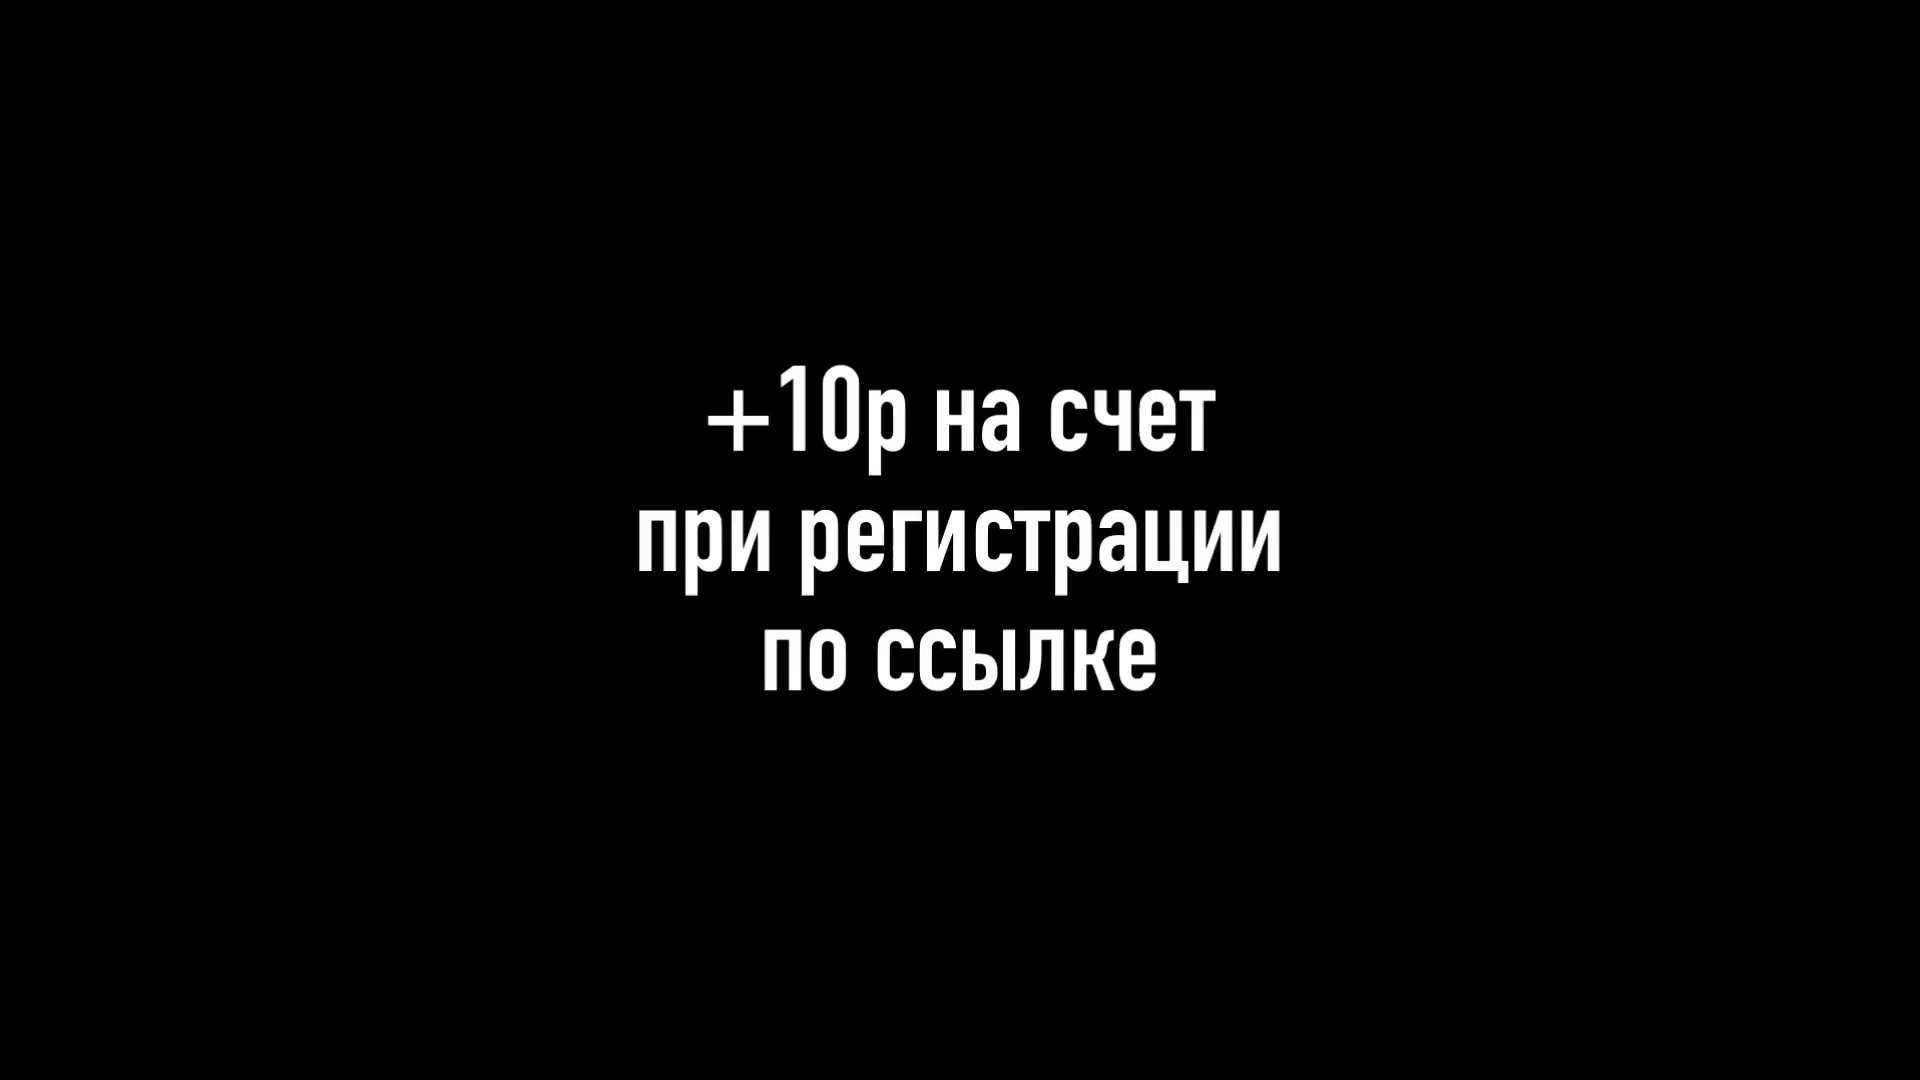 +10р на счет
при регистрации
по ссылке